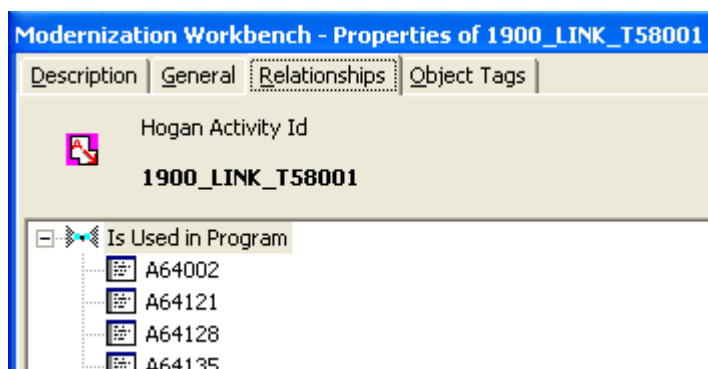 Modernization Workbench - Properties of 1900_LINK_T58001
Description General Relationships Object Tags
Hogan Activity Id
1900_LINK_T58001
Is Used in Program
A64002
A64121
A64128
A64135